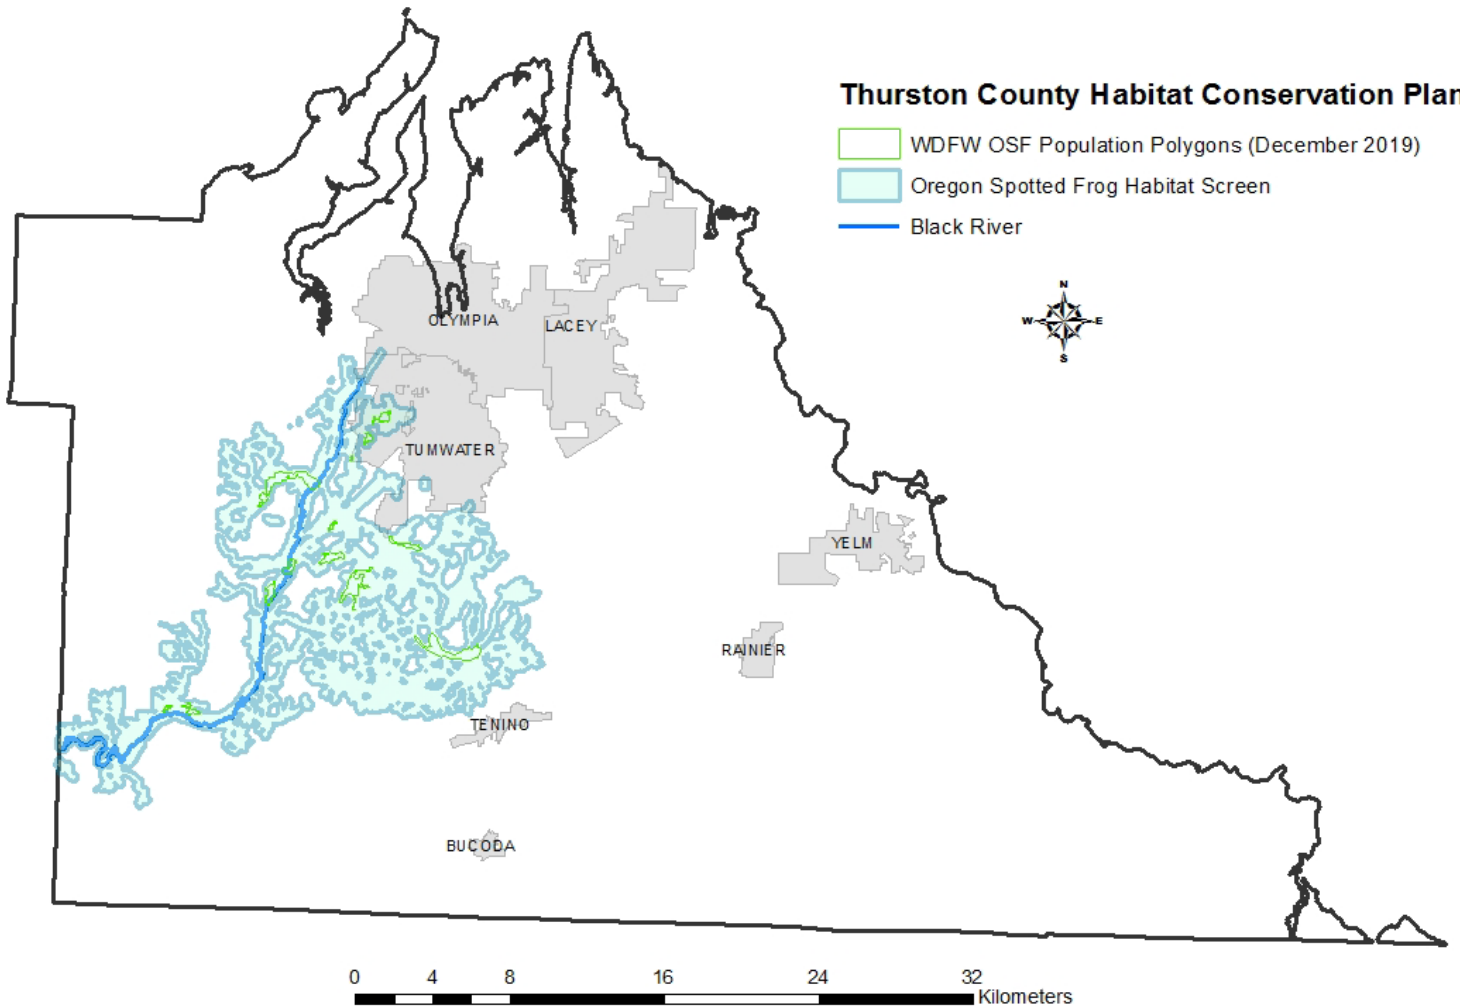 Thurston County Habitat Conservation Plan
WDFW OSF Population Polygons (December 2019)
Oregon Spotted Frog Habitat Screen
Black River
N
W E
S
OLYMPIA
LACEY
TUMWATER
YELM
RAINIER
TENINO
BUCODA
0 4 8 16 24 32
Kilometers